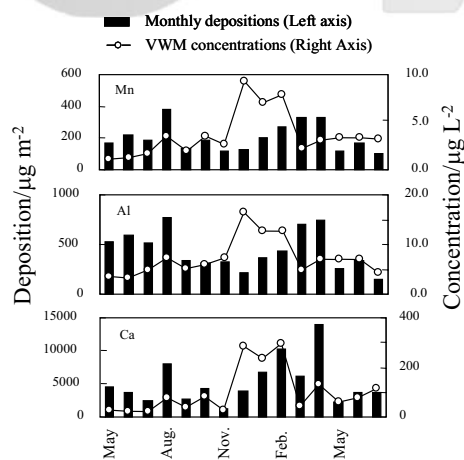 Monthly depositions (Left axis)
VWM concentrations (Right Axis)
Deposition/µg m-2
Concentration/µg L-2
Mn
600
400
200
0
10.0
5.0
0.0
Al
1000
500
0
20.0
10.0
0.0
Ca
15000
10000
5000
0
400
200
0
May
Aug.
Nov.
Feb.
May